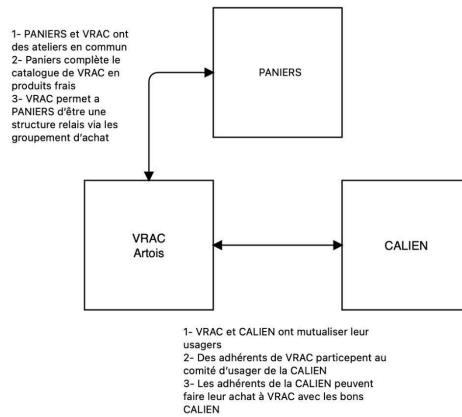 1- PANIERS et VRAC ont
des ateliers en commun
2- Paniers complète le
catalogue de VRAC en
produits frais
3- VRAC permet a
PANIERS d'être une
structure relais via les
groupement d'achat
PANIERS
VRAC
Artois
CALIEN
1- VRAC et CALIEN ont mutualiser leur
usagers
2- Des adhérents de VRAC particepent au
comité d'usager de la CALIEN
3- Les adhérents de la CALIEN peuvent
faire leur achat à VRAC avec les bons
CALIEN